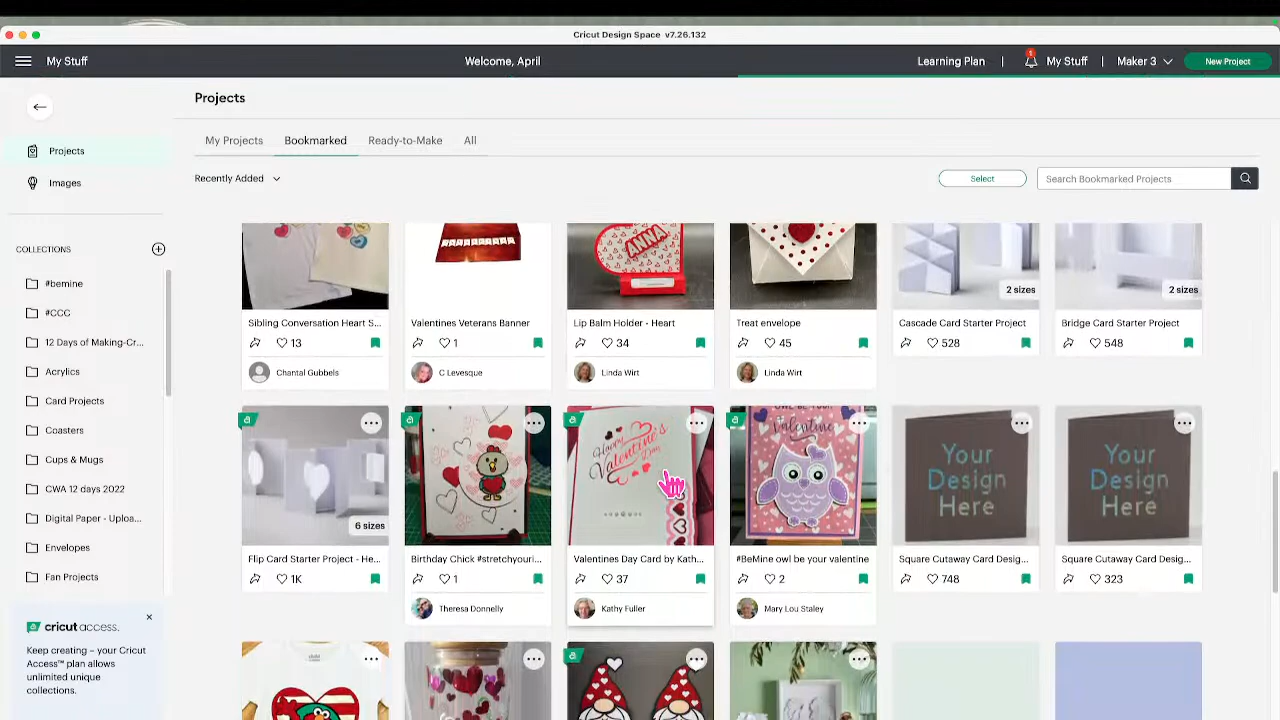 Cricut Design Space v7.26.132
My Stuff
Welcome, April
Learning Plan
1
My Stuff
Maker 3
New Project
Projects
My Projects
Bookmarked
Ready-to-Make
All
Recently Added
Select
Search Bookmarked Projects
Projects
Images
COLLECTIONS
#bemine
#CCC
12 Days of Making-Cr...
Acrylics
Card Projects
Coasters
Cups & Mugs
CWA 12 days 2022
Digital Paper - Uploa...
Envelopes
Fan Projects
cricut access.
Keep creating – your Cricut
Access™ plan allows
unlimited unique
collections.
ANNA
2 sizes
2 sizes
Sibling Conversation Heart S...
13
Chantal Gubbels
Valentines Veterans Banner
1
C Levesque
Lip Balm Holder - Heart
34
Linda Wirt
Treat envelope
45
Linda Wirt
Cascade Card Starter Project
528
Bridge Card Starter Project
548
6 sizes
Flip Card Starter Project - He...
1K
Birthday Chick #stretchyouri...
1
Theresa Donnelly
Happy
Valentine's
Day
Valentines Day Card by Kath...
37
Kathy Fuller
OWL BE YOUR
Valentine
#BeMine owl be your valentine
2
Mary Lou Staley
Your
Design
Here
Square Cutaway Card Desig...
748
Your
Design
Here
Square Cutaway Card Desig...
323